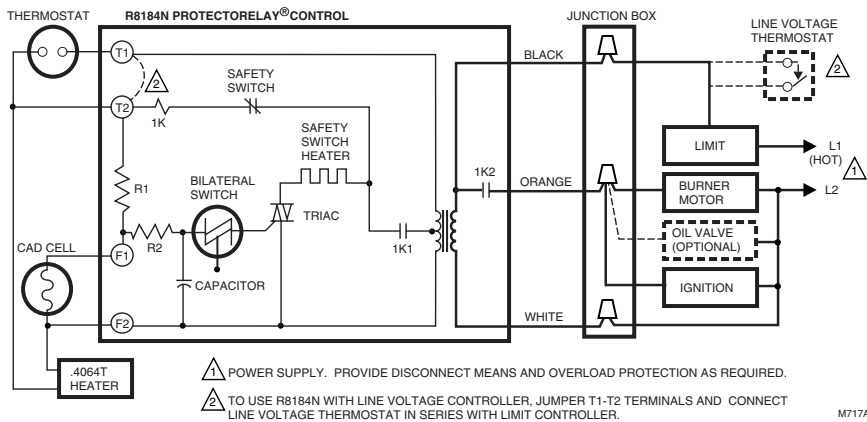 THERMOSTAT
R8184N PROTECTORELAY® CONTROL
JUNCTION BOX
LINE VOLTAGE
THERMOSTAT
T1
2
T2
1K
SAFETY
SWITCH
SAFETY
SWITCH
HEATER
BLACK
2
LIMIT
L1
(HOT)
1
1K2
ORANGE
BURNER
MOTOR
L2
R1
BILATERAL
SWITCH
TRIAC
R2
1K1
OIL VALVE
(OPTIONAL)
CAD CELL
F1
CAPACITOR
IGNITION
F2
WHITE
.4064T
HEATER
1 POWER SUPPLY. PROVIDE DISCONNECT MEANS AND OVERLOAD PROTECTION AS REQUIRED.
2 TO USE R8184N WITH LINE VOLTAGE CONTROLLER, JUMPER T1-T2 TERMINALS AND CONNECT
LINE VOLTAGE THERMOSTAT IN SERIES WITH LIMIT CONTROLLER.
M717A